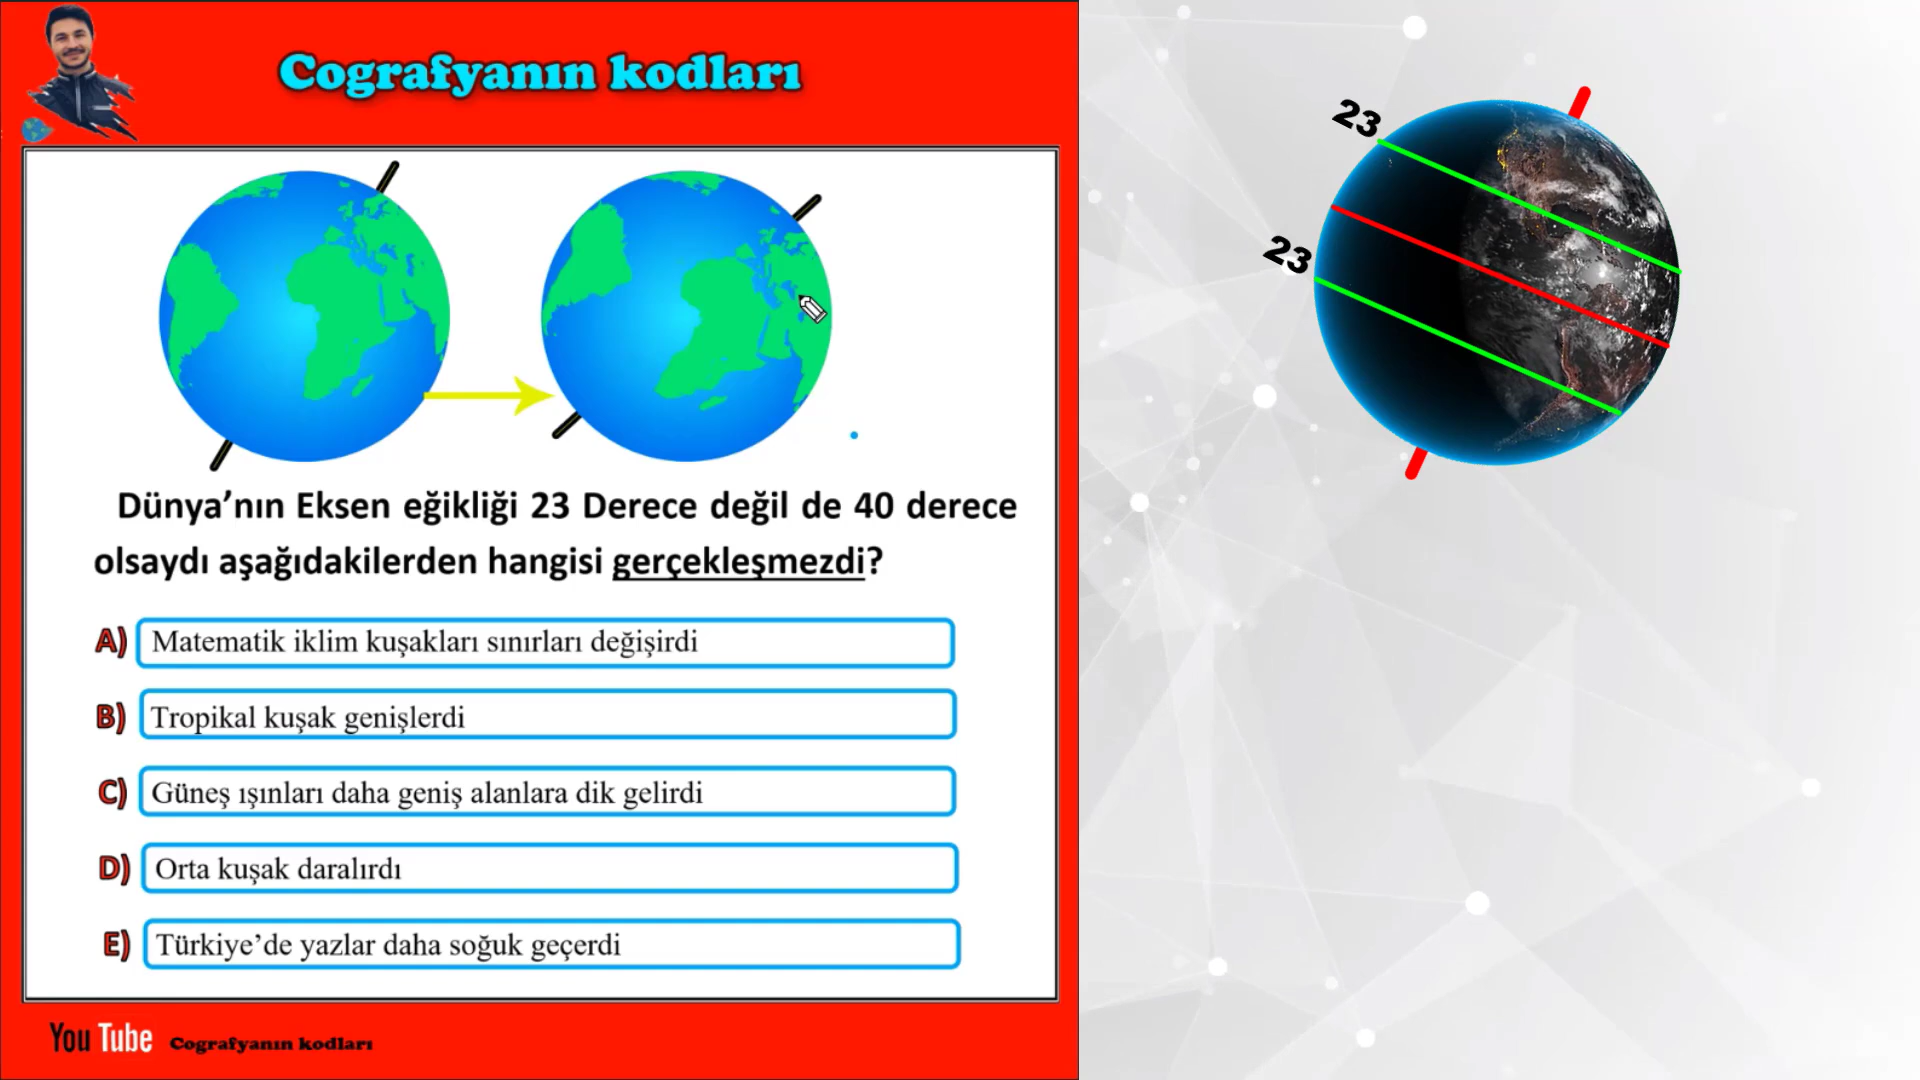 Cografyanın kodları
23
23
Dünya’nın Eksen eğikliği 23 Derece değil de 40 derece
olsaydı aşağıdakilerden hangisi gerçekleşmezdi?
A) Matematik iklim kuşakları sınırları değişirdi
B) Tropikal kuşak genişlerdi
C) Güneş ışınları daha geniş alanlara dik gelirdi
D) Orta kuşak daralırdı
E) Türkiye’de yazlar daha soğuk geçerdi
You Tube Cografyanın kodları